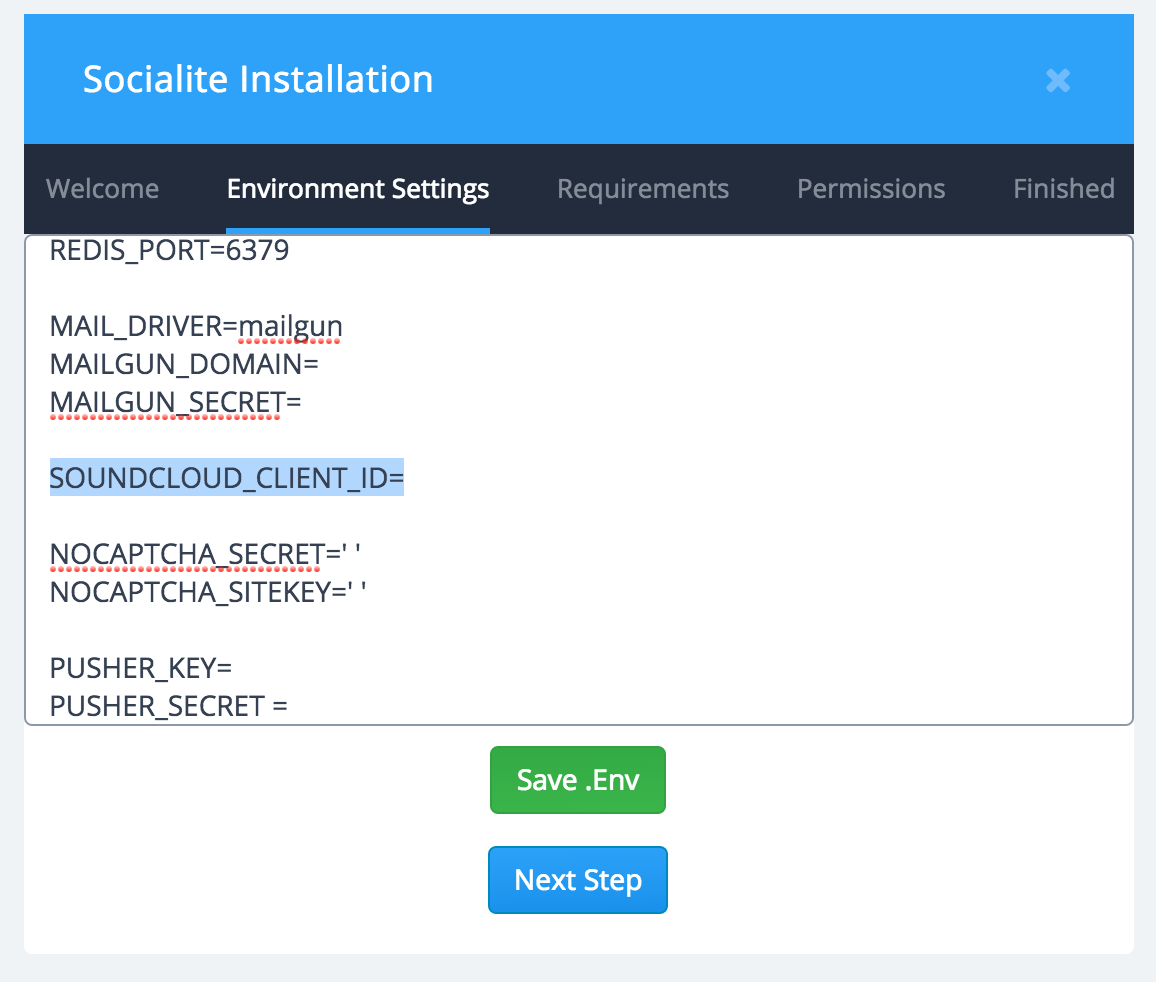 Socialite Installation
Welcome Environment Settings Requirements Permissions Finished
REDIS_PORT=6379
MAIL_DRIVER=mailgun
MAILGUN_DOMAIN=
MAILGUN_SECRET=
SOUNDCLOUD_CLIENT_ID=
NOCAPTCHA_SECRET=' '
NOCAPTCHA_SITEKEY=' '
PUSHER_KEY=
PUSHER_SECRET =
Save .Env
Next Step